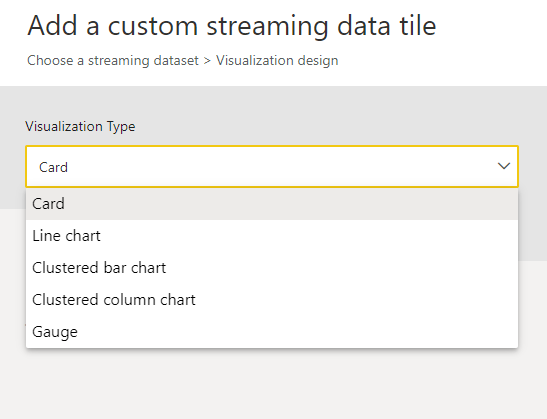 Add a custom streaming data tile
Choose a streaming dataset > Visualization design
Visualization Type
Card
Card
Line chart
Clustered bar chart
Clustered column chart
Gauge